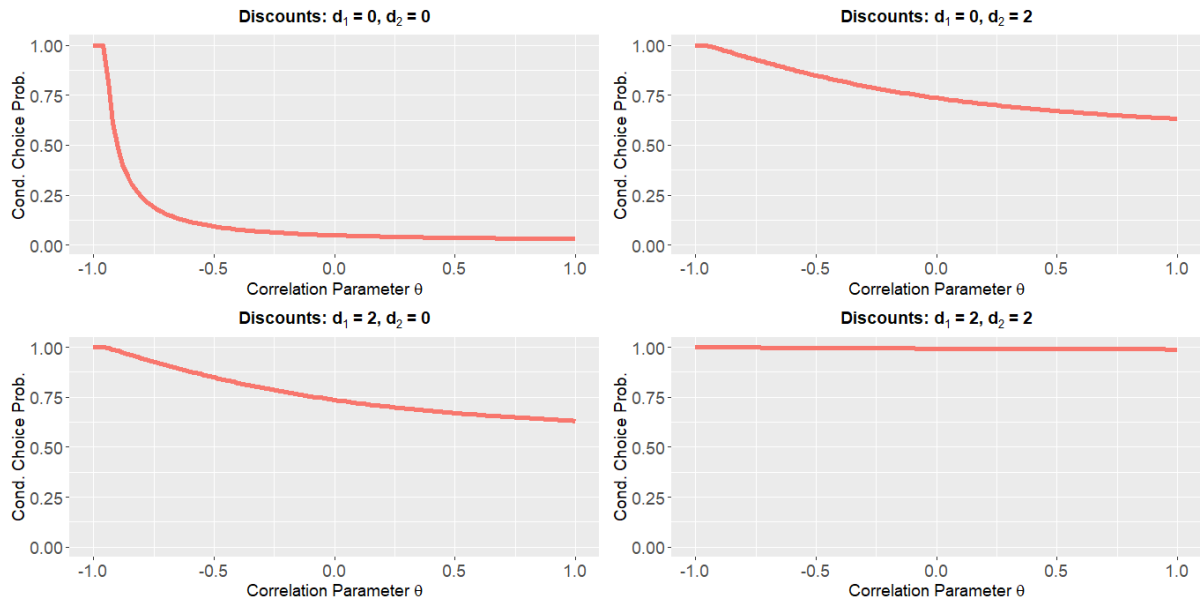 Discounts: d₁ = 0, d₂ = 0
Cond. Choice Prob.
1.00
0.75
0.50
0.25
0.00
-1.0 -0.5 0.0 0.5 1.0
Correlation Parameter θ
Discounts: d₁ = 0, d₂ = 2
Cond. Choice Prob.
1.00
0.75
0.50
0.25
0.00
-1.0 -0.5 0.0 0.5 1.0
Correlation Parameter θ
Discounts: d₁ = 2, d₂ = 0
Cond. Choice Prob.
1.00
0.75
0.50
0.25
0.00
-1.0 -0.5 0.0 0.5 1.0
Correlation Parameter θ
Discounts: d₁ = 2, d₂ = 2
Cond. Choice Prob.
1.00
0.75
0.50
0.25
0.00
-1.0 -0.5 0.0 0.5 1.0
Correlation Parameter θ